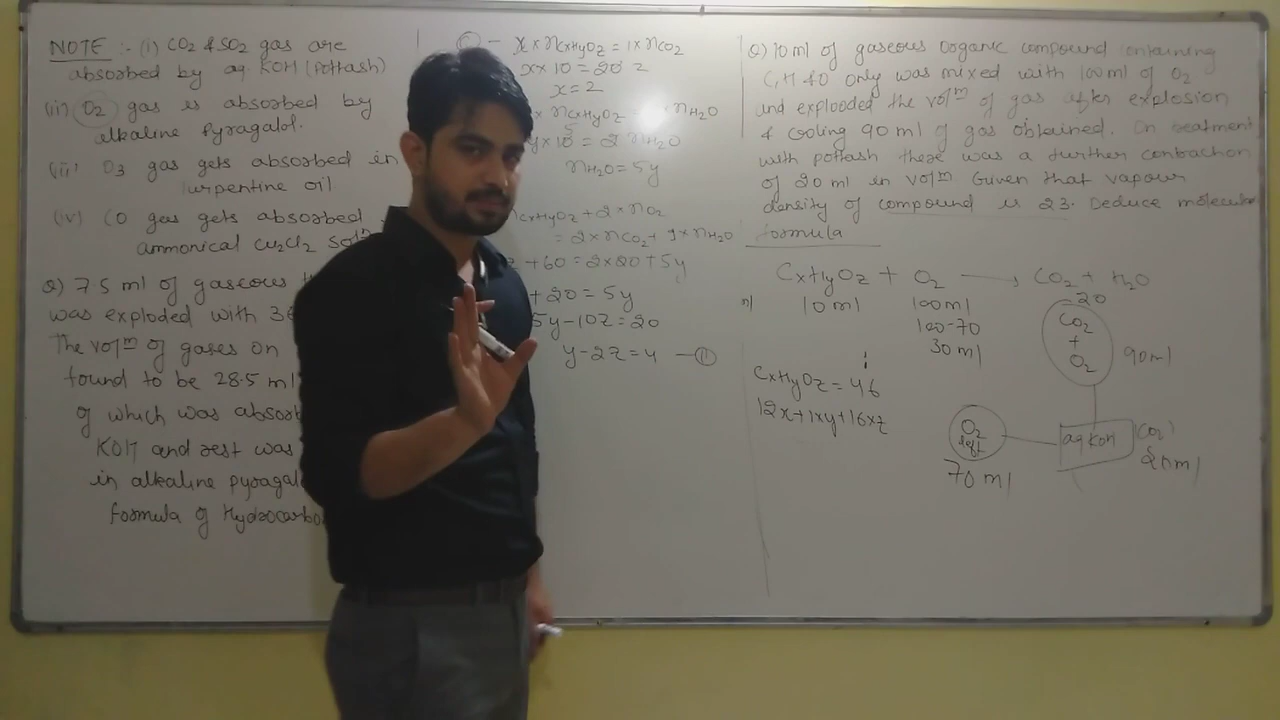 NOTE :- (i) CO2 & SO2 gas are
absorbed by aq KOH (Pottash)
(ii) O2 gas is absorbed by
alkaline Pyragalol.
(iii) O3 gas gets absorbed in
Turpentine oil
(iv) CO gas gets absorbed
ammonical Cu2Cl2 Solⁿ
Q) 7.5 ml of gaseous
was exploded with 36
The volᵐ of gases on
found to be 28.5 ml
of which was absorb
KOH and rest was
in alkaline pyragal
formula of Hydrocarbo
C - x × nCxHyOz = 1 × nCO2
x × 10 = 20
x = 2
× nCxHyOz = nH2O
y × 10 = 2 nH2O
nH2O = 5y
CxHyOz + 2 × nO2
= 2 × nCO2 + 1 × nH2O
+ 60 = 2×20 + 5y
+ 20 = 5y
5y - 10z = 20
y - 2z = 4 — (11)
Q) 10 ml of gaseous organic compound containing
C, H & O only was mixed with 100 ml of O2
and explooded the volᵐ of gas after explosion
& cooling 90 ml of gas obtained. On treatment
with pottash there was a further contraction
of 20 ml in volᵐ Given that vapour
density of compound is 23. Deduce molecular
formula
CxHyOz + O2 → CO2 + H2O
10 ml 100 ml 20
100-70
30 ml
CO2
+
O2
90 ml
CxHyOz = 46
12x + 1xy + 16xz
O2
left
aq KOH
CO2
20 ml
70 ml